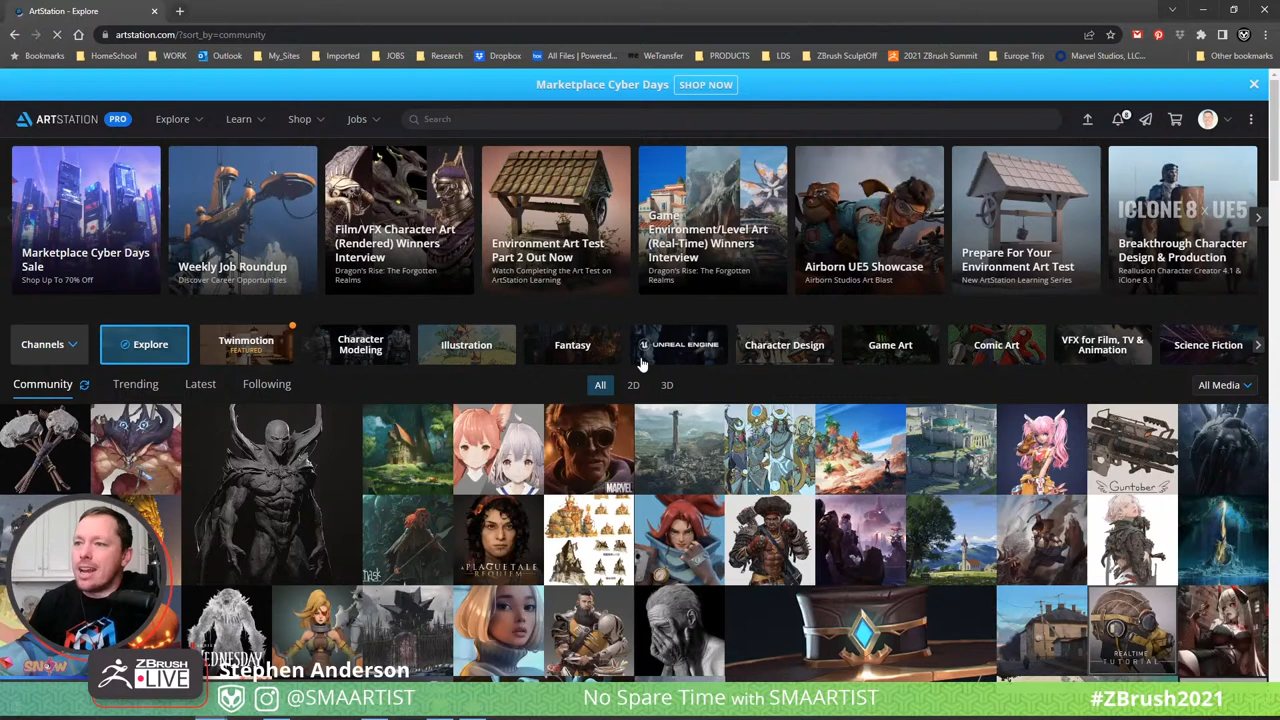 ArtStation - Explore
artstation.com/?sort_by=community
Bookmarks HomeSchool WORK Outlook My_Sites Imported JOBS Research Dropbox All Files | Powered... WeTransfer PRODUCTS LDS ZBrush SculptOff 2021 ZBrush Summit Europe Trip Marvel Studios, LLC... Other bookmarks
Marketplace Cyber Days SHOP NOW
ARTSTATION PRO Explore Learn Shop Jobs Search 6
Marketplace Cyber Days Sale
Shop Up To 70% Off
Weekly Job Roundup
Discover Career Opportunities
Film/VFX Character Art (Rendered) Winners Interview
Dragon's Rise: The Forgotten Realms
Environment Art Test Part 2 Out Now
Watch Completing the Art Test on ArtStation Learning
Game Environment/Level Art (Real-Time) Winners Interview
Dragon's Rise: The Forgotten Realms
Airborn UE5 Showcase
Airborn Studios Art Blast
Prepare For Your Environment Art Test
New ArtStation Learning Series
ICLONE 8 x UE5
Breakthrough Character Design & Production
Reallusion Character Creator 4.1 & iClone 8.1
Channels Explore Twinmotion FEATURED Character Modeling Illustration Fantasy UNREAL ENGINE Character Design Game Art Comic Art VFX for Film, TV & Animation Science Fiction
Community Trending Latest Following All 2D 3D All Media
MARVEL
Guntober
A PLAGUE TALE
REQUIEM
WEDNESDAY
REALTIME
TUTORIAL
SNOW
ZBRUSH
LIVE
Stephen Anderson
@SMAARTIST
No Spare Time with SMAARTIST
#ZBrush2021